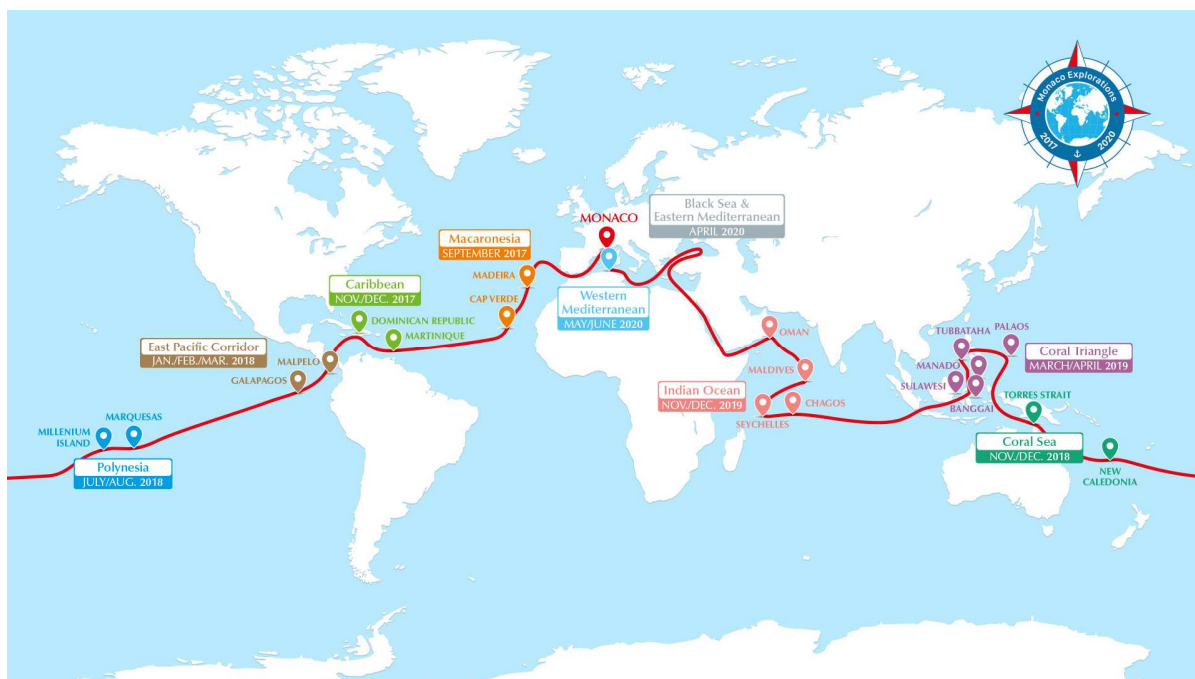 Monaco Explorations
2017
2020
Black Sea &
Eastern Mediterranean
APRIL 2020
MONACO
Macaronesia
SEPTEMBER 2017
MADEIRA
CAP VERDE
Western
Mediterranean
MAY/JUNE 2020
Caribbean
NOV./DEC. 2017
DOMINICAN REPUBLIC
MARTINIQUE
East Pacific Corridor
JAN./FEB./MAR. 2018
MALPELO
GALAPAGOS
MARQUESAS
MILLENIUM
ISLAND
Polynesia
JULY/AUG. 2018
OMAN
MALDIVES
Indian Ocean
NOV./DEC. 2019
CHAGOS
SEYCHELLES
TUBBATAHA
PALAOS
Coral Triangle
MARCH/APRIL 2019
MANADO
SULAWESI
BANGGAI
TORRES STRAIT
Coral Sea
NOV./DEC. 2018
NEW
CALEDONIA